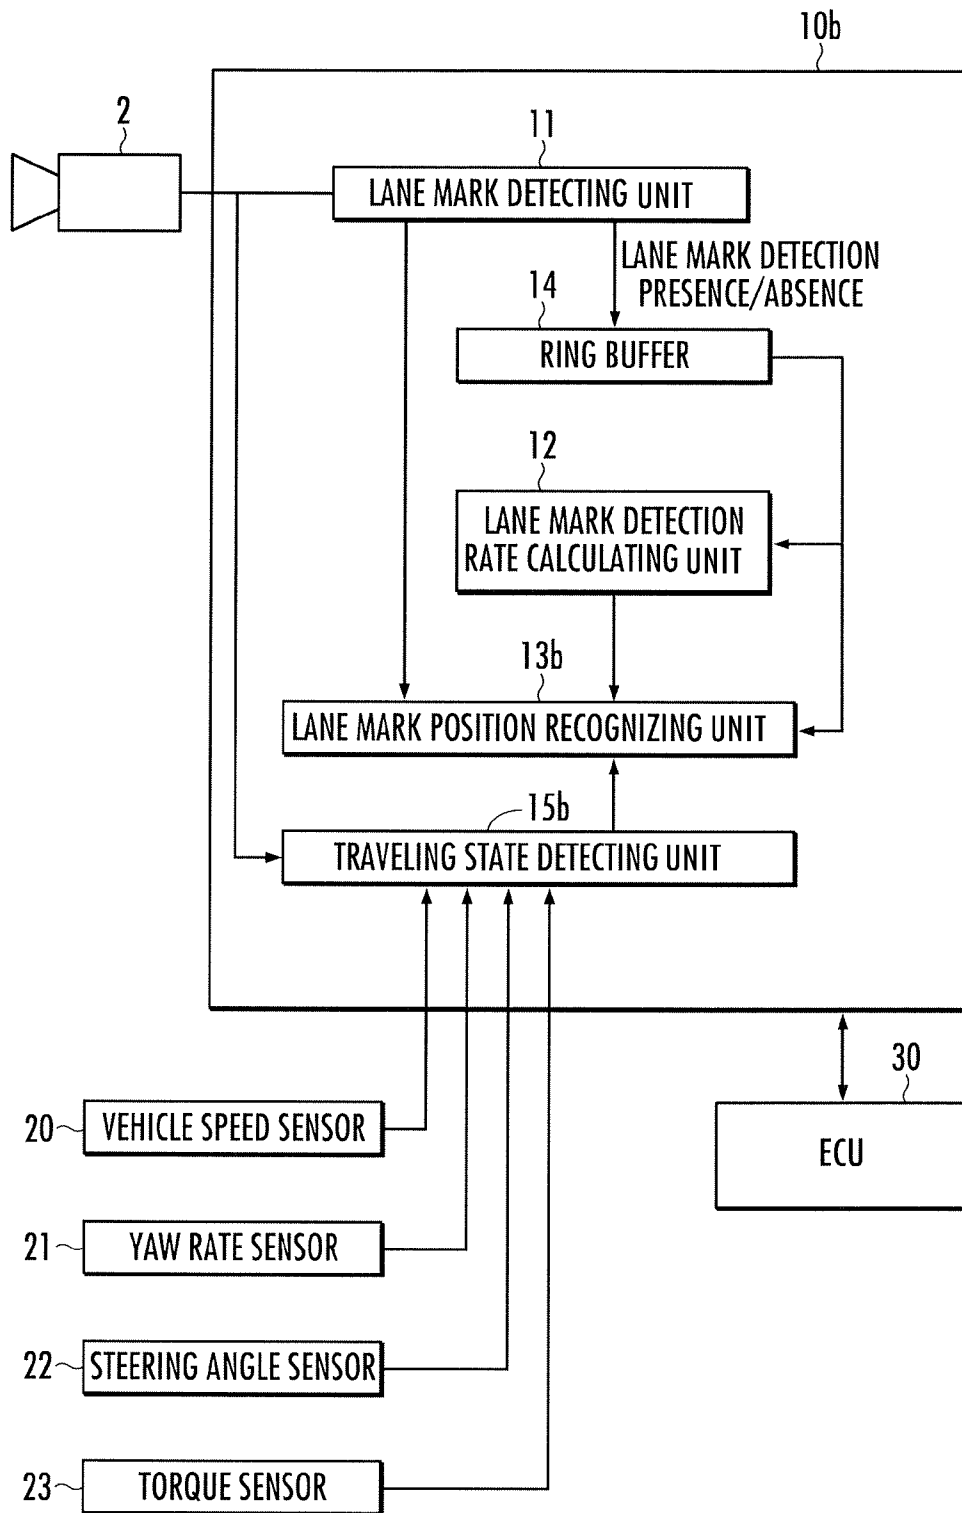 10b
2
11
LANE MARK DETECTING UNIT
LANE MARK DETECTION
PRESENCE/ABSENCE
14
RING BUFFER
12
LANE MARK DETECTION
RATE CALCULATING UNIT
13b
LANE MARK POSITION RECOGNIZING UNIT
15b
TRAVELING STATE DETECTING UNIT
30
ECU
20
VEHICLE SPEED SENSOR
21
YAW RATE SENSOR
22
STEERING ANGLE SENSOR
23
TORQUE SENSOR